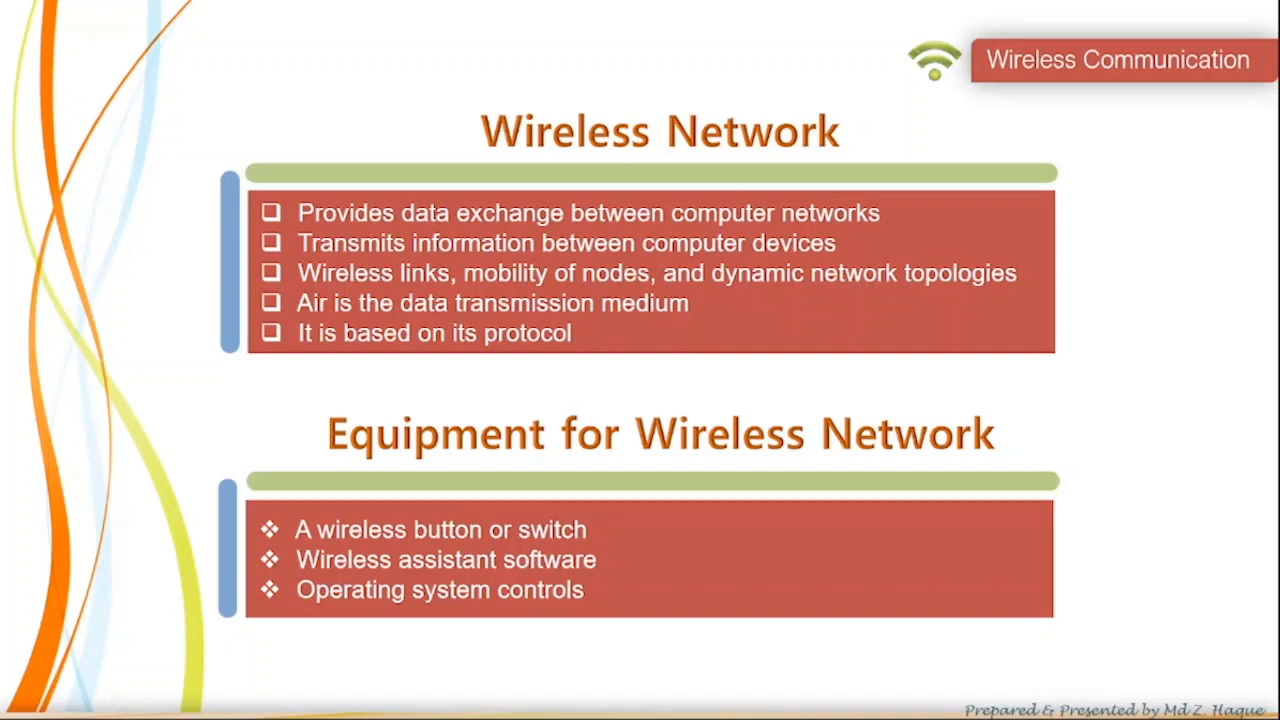 Wireless Communication
Wireless Network
Provides data exchange between computer networks
Transmits information between computer devices
Wireless links, mobility of nodes, and dynamic network topologies
Air is the data transmission medium
It is based on its protocol
Equipment for Wireless Network
A wireless button or switch
Wireless assistant software
Operating system controls
Prepared & Presented by Md Z. Haque